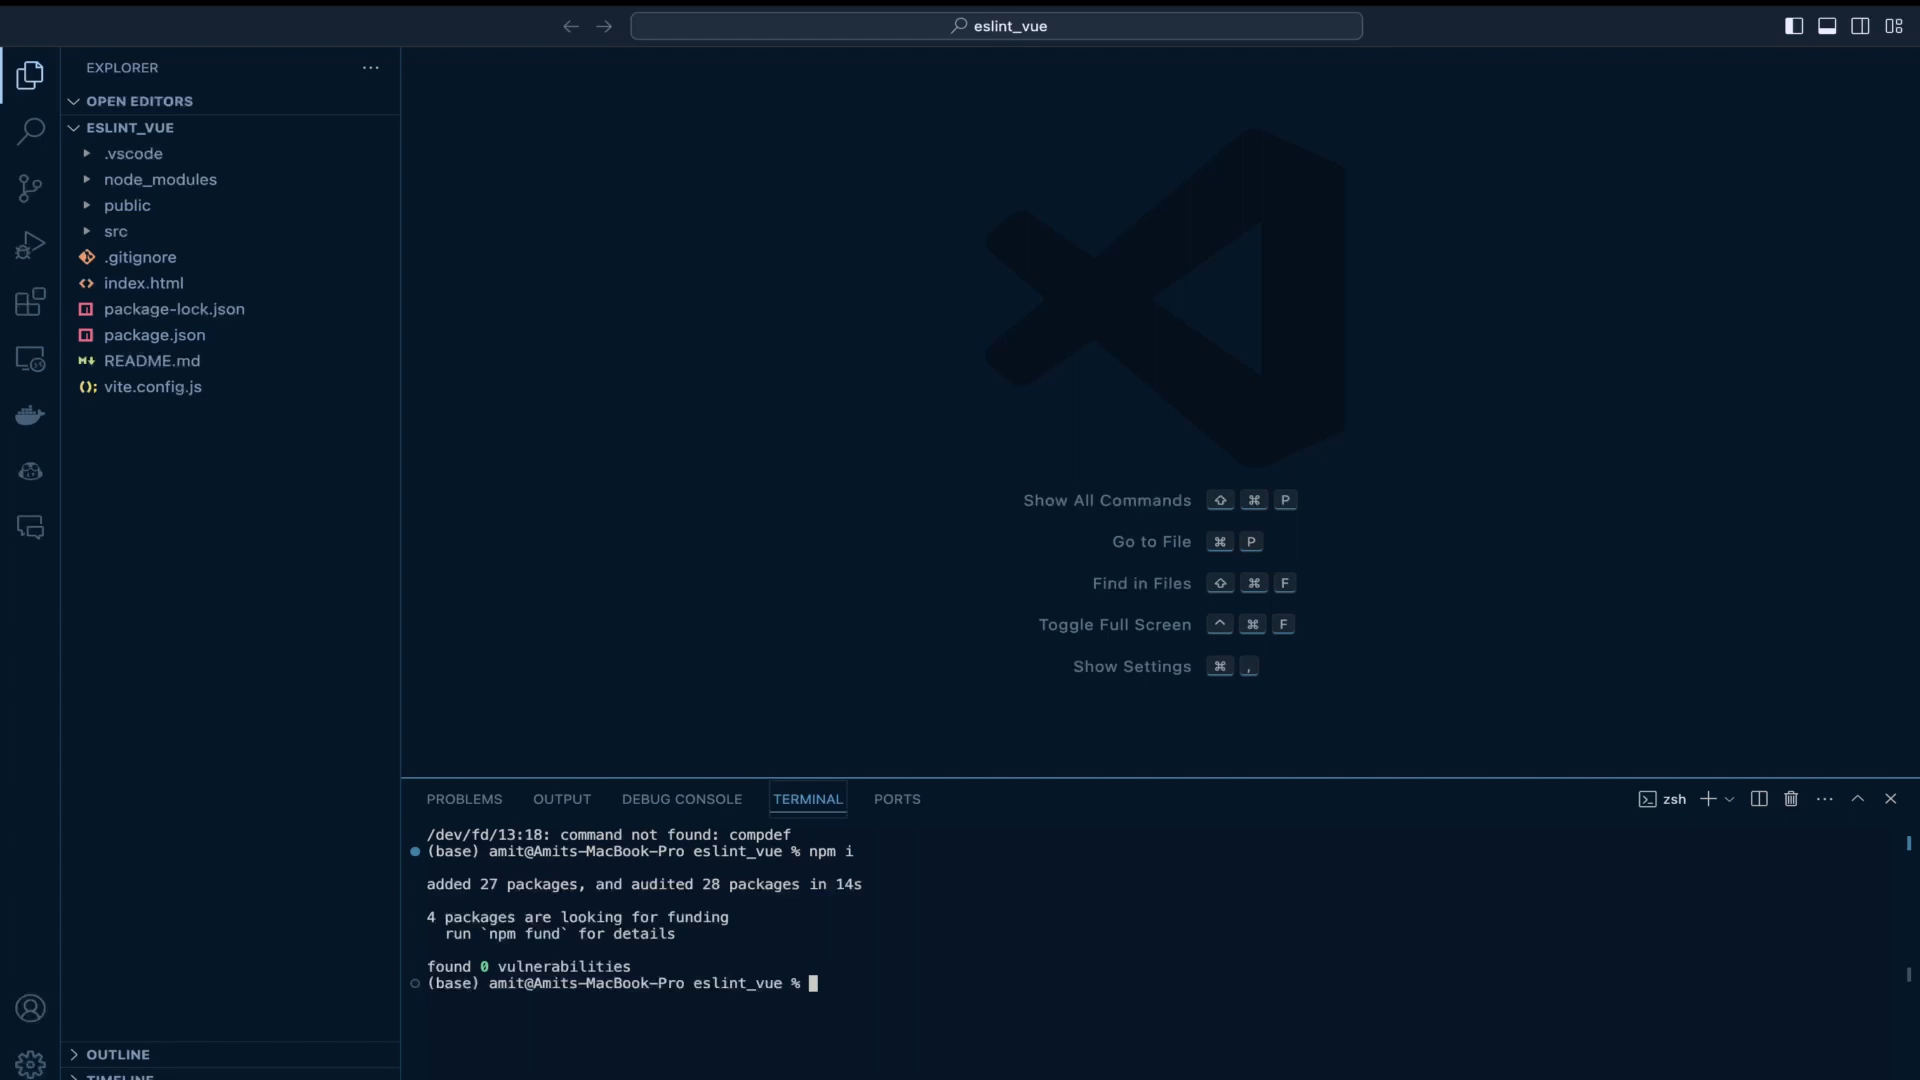 eslint_vue
EXPLORER
OPEN EDITORS
ESLINT_VUE
.vscode
node_modules
public
src
.gitignore
index.html
package-lock.json
package.json
README.md
vite.config.js
OUTLINE
TIMELINE
Show All Commands ⇧ ⌘ P
Go to File ⌘ P
Find in Files ⇧ ⌘ F
Toggle Full Screen ^ ⌘ F
Show Settings ⌘ ,
PROBLEMS OUTPUT DEBUG CONSOLE TERMINAL PORTS
zsh
/dev/fd/13:18: command not found: compdef
(base) amit@Amits-MacBook-Pro eslint_vue % npm i
added 27 packages, and audited 28 packages in 14s
4 packages are looking for funding
run `npm fund` for details
found 0 vulnerabilities
(base) amit@Amits-MacBook-Pro eslint_vue %